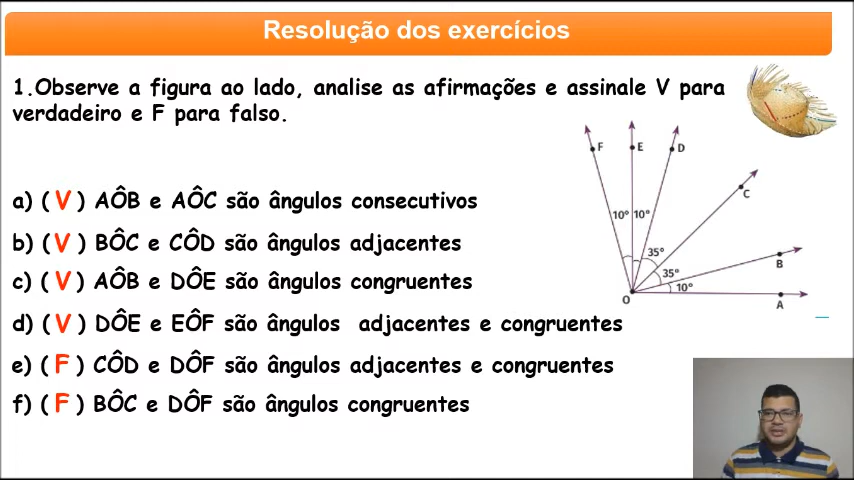 Resolução dos exercícios
1.Observe a figura ao lado, analise as afirmações e assinale V para
verdadeiro e F para falso.
a) ( V ) AÔB e AÔC são ângulos consecutivos
b) ( V ) BÔC e CÔD são ângulos adjacentes
c) ( V ) AÔB e DÔE são ângulos congruentes
d) ( V ) DÔE e EÔF são ângulos adjacentes e congruentes
e) ( F ) CÔD e DÔF são ângulos adjacentes e congruentes
f) ( F ) BÔC e DÔF são ângulos congruentes
F E D
C
10° 10°
35°
B
35°
10°
O
A